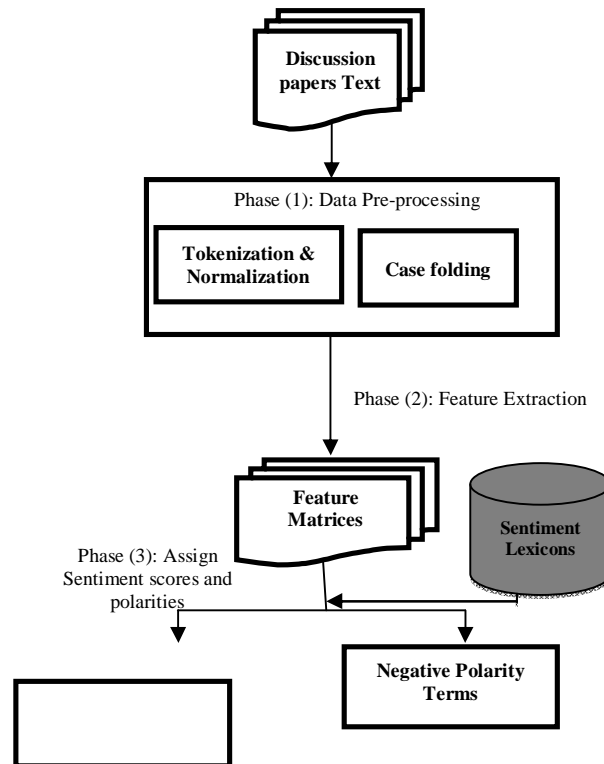 Discussion
papers Text
Phase (1): Data Pre-processing
Tokenization &
Normalization
Case folding
Phase (2): Feature Extraction
Feature
Matrices
Sentiment
Lexicons
Phase (3): Assign
Sentiment scores and
polarities
Negative Polarity
Terms